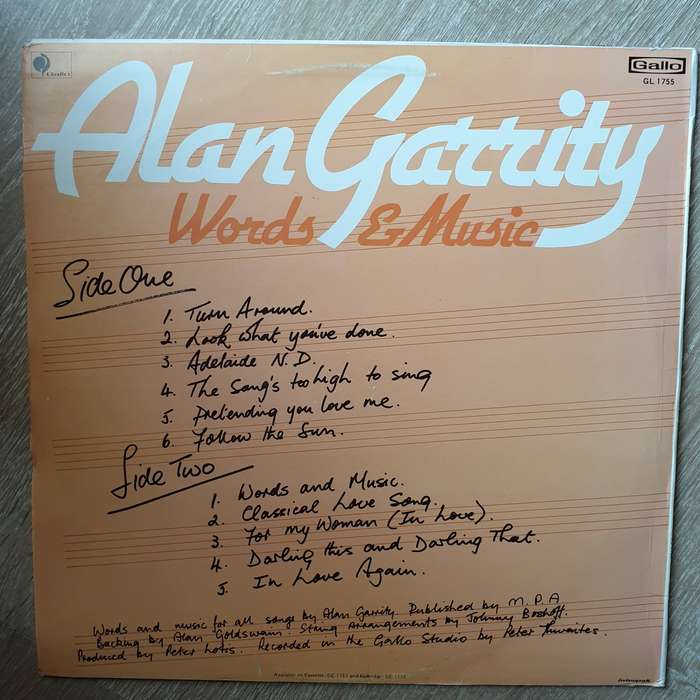 Gallo
GL 1755
Alan Garrity
Words & Music
Side One
1. Turn Around.
2. Look what you've done.
3. Adelaide N.D.
4. The Song's too high to sing
5. Pretending you love me.
6. Follow the Sun.
Side Two
1. Words and Music.
2. Classical Love Song.
3. For my Woman (In Love).
4. Darling this and Darling That.
5. In Love Again.
Words and music for all songs by Alan Garrity. Published by M.P.A
Backing by Alan Goldswain. String Arrangements by Johnny Boshoff.
Produced by Peter Lotis. Recorded in the Gallo Studio by Peter Thwaites.
Available on Cassette